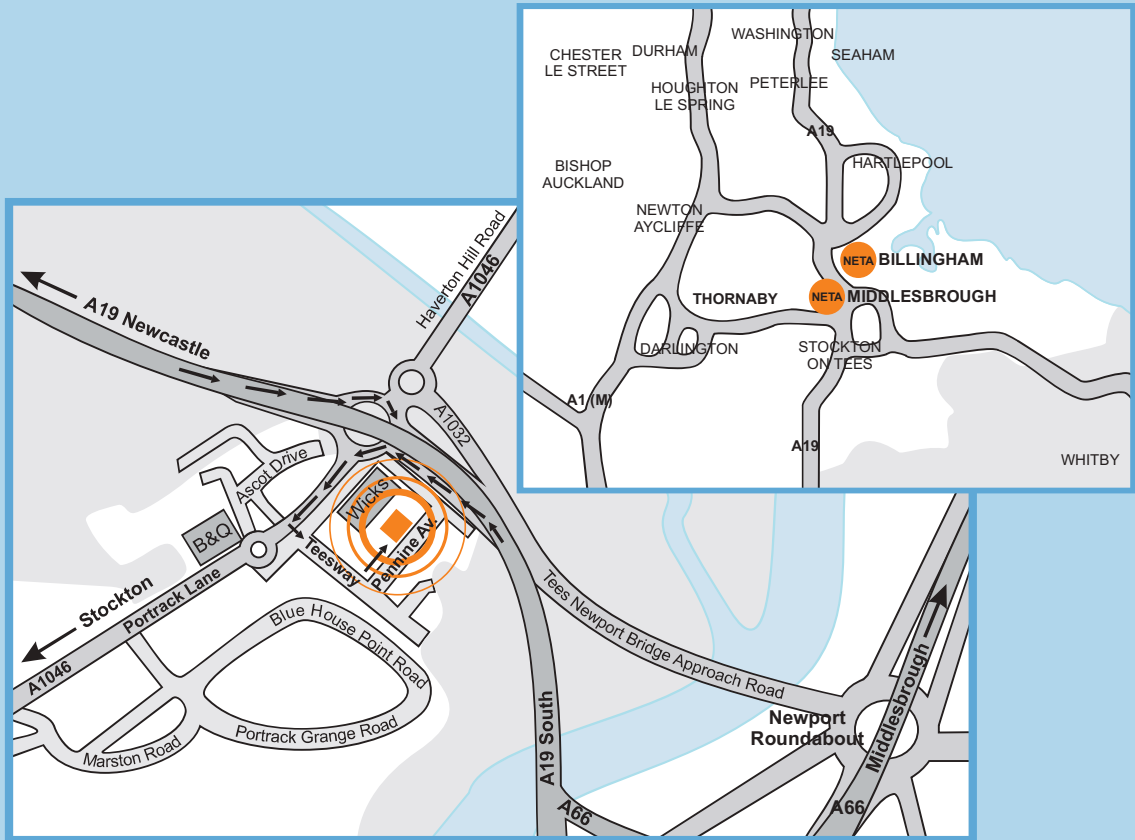 WASHINGTON
DURHAM
SEAHAM
CHESTER
LE STREET
PETERLEE
HOUGHTON
LE SPRING
A19
HARTLEPOOL
BISHOP
AUCKLAND
NEWTON
AYCLIFFE
NETA BILLINGHAM
NETA MIDDLESBROUGH
THORNABY
DARLINGTON
STOCKTON
ON TEES
A1 (M)
A19
WHITBY
Haverton Hill Road
A1046
A19 Newcastle
A1032
Ascot Drive
Wicks
B&Q
Pennine Av.
Teesway
Stockton
Portrack Lane
A1046
Blue House Point Road
Portrack Grange Road
Marston Road
Tees Newport Bridge Approach Road
A19 South
Newport
Roundabout
Middlesbrough
A66
A66